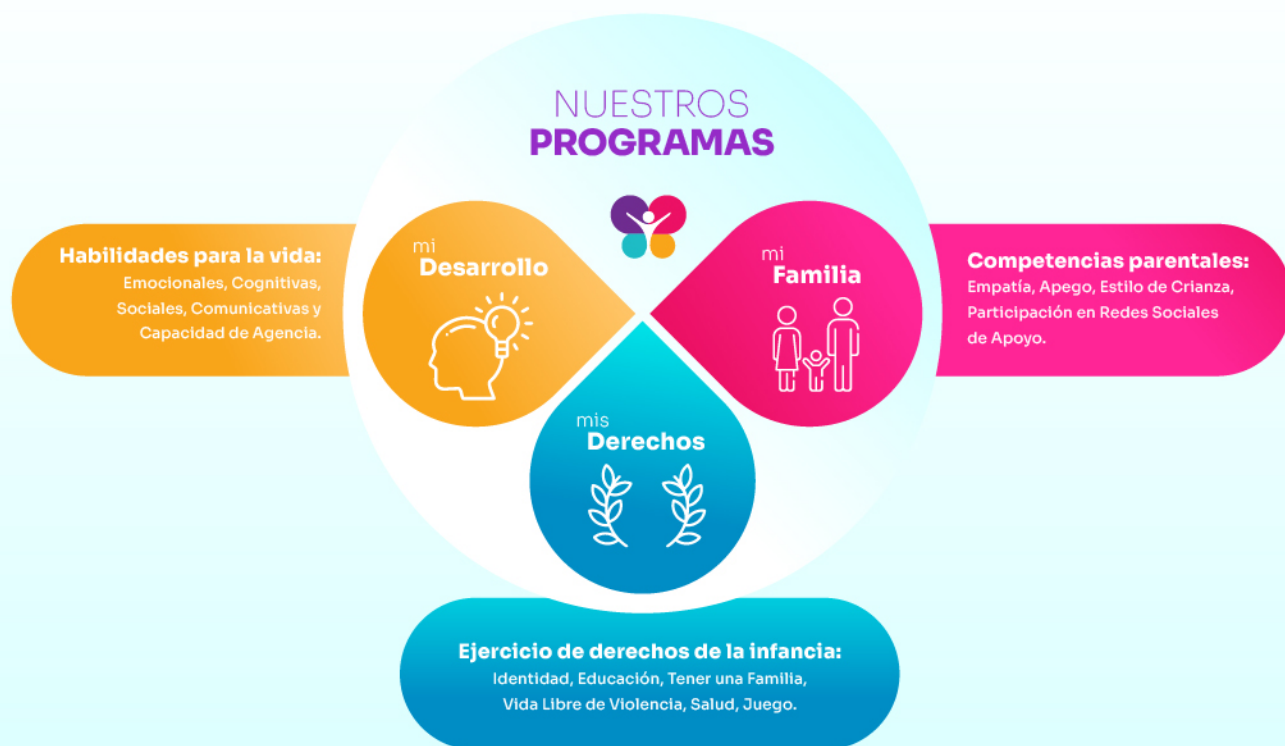 NUESTROS
PROGRAMAS
mi
Desarrollo
Habilidades para la vida:
Emocionales, Cognitivas,
Sociales, Comunicativas y
Capacidad de Agencia.
mi
Familia
Competencias parentales:
Empatía, Apego, Estilo de Crianza,
Participación en Redes Sociales
de Apoyo.
mis
Derechos
Ejercicio de derechos de la infancia:
Identidad, Educación, Tener una Familia,
Vida Libre de Violencia, Salud, Juego.